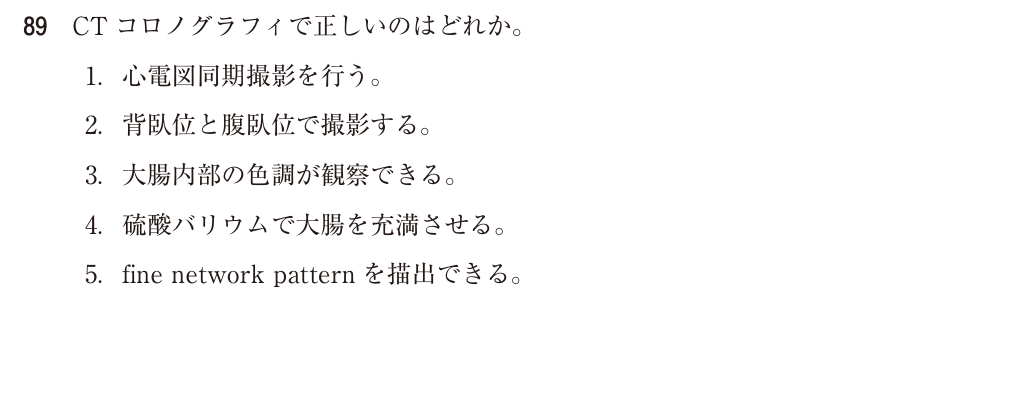 89 CT コロノグラフィで正しいのはどれか。
1. 心電図同期撮影を行う。
2. 背臥位と腹臥位で撮影する。
3. 大腸内部の色調が観察できる。
4. 硫酸バリウムで大腸を充満させる。
5. fine network pattern を描出できる。